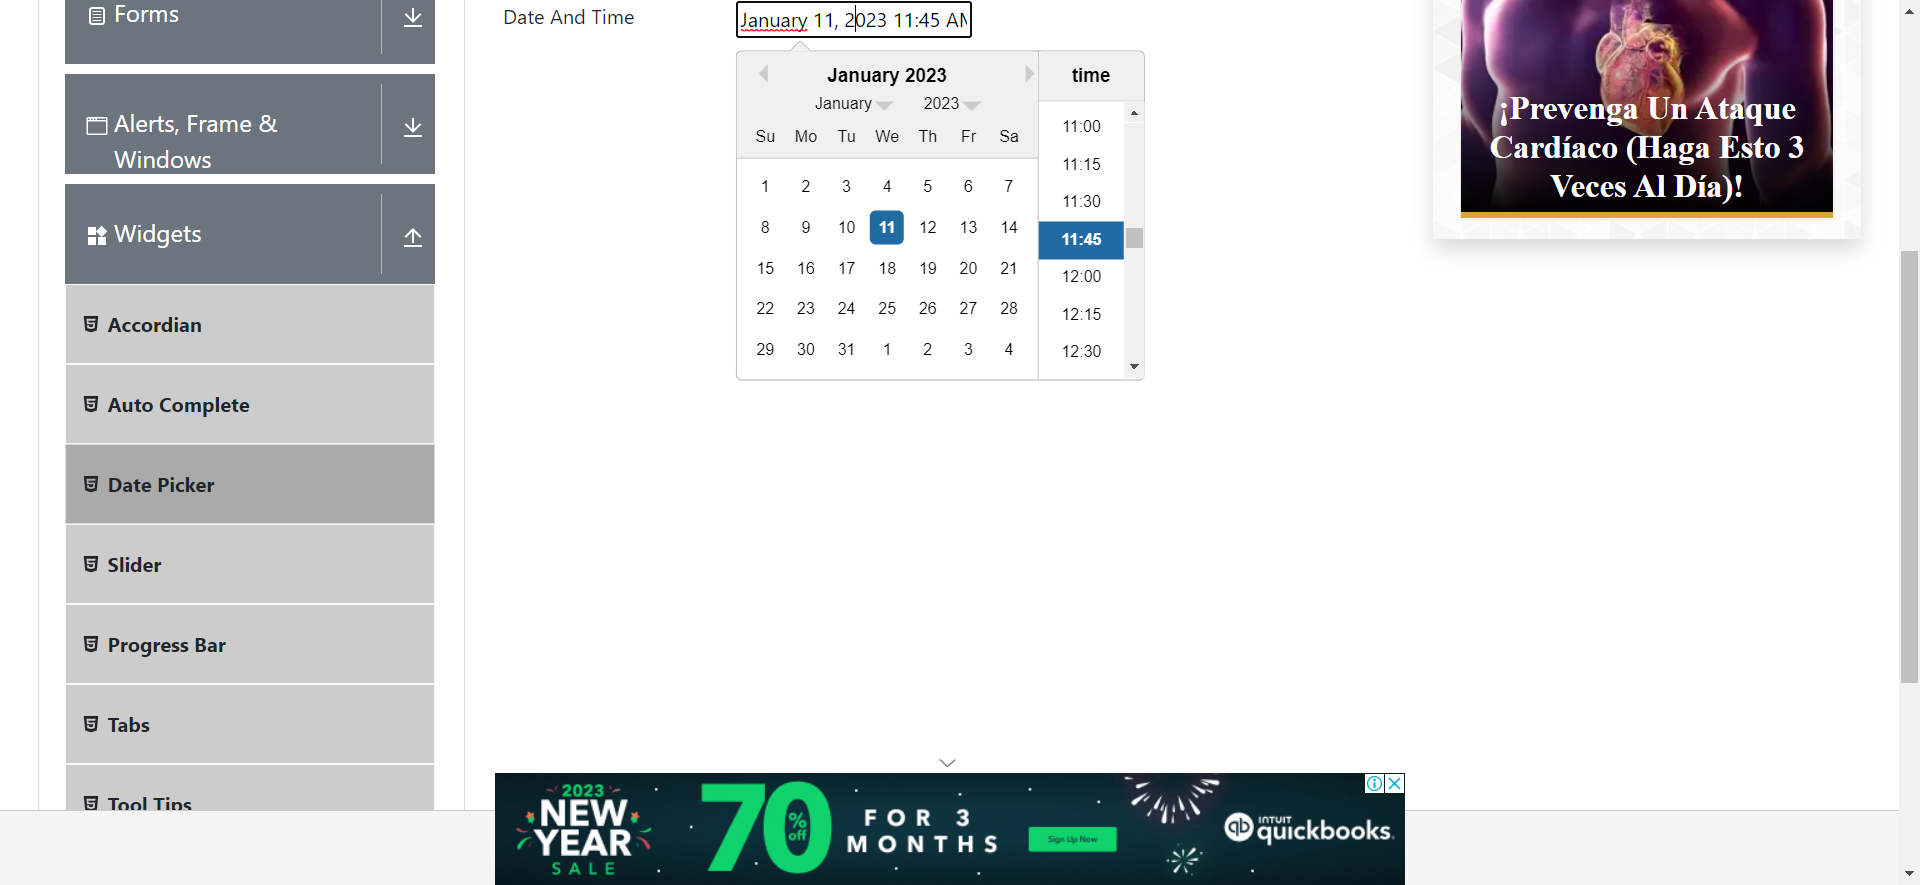 Forms
Alerts, Frame &
Windows
Widgets
Accordian
Auto Complete
Date Picker
Slider
Progress Bar
Tabs
Tool Tips
Date And Time
January 11, 2023 11:45 AM
January 2023
January 2023
Su Mo Tu We Th Fr Sa
1 2 3 4 5 6 7
8 9 10 11 12 13 14
15 16 17 18 19 20 21
22 23 24 25 26 27 28
29 30 31 1 2 3 4
time
11:00
11:15
11:30
11:45
12:00
12:15
12:30
¡Prevenga Un Ataque
Cardíaco (Haga Esto 3
Veces Al Día)!
2023
NEW
YEAR
SALE
70
%
off
FOR 3
MONTHS
Sign Up Now
INTUIT
quickbooks.